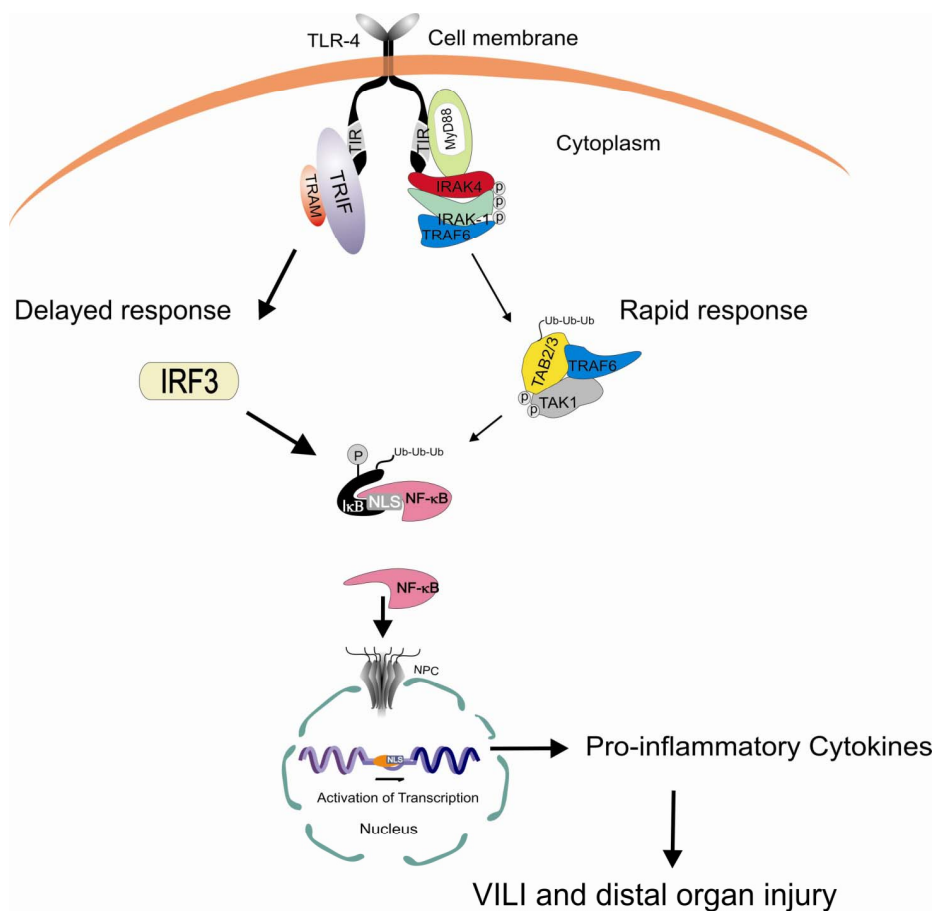 TLR-4
Cell membrane
Cytoplasm
TIR
TIR
MyD88
TRIF
TRAM
IRAK4
P
P
IRAK-1
P
TRAF6
Delayed response
Rapid response
Ub-Ub-Ub
TAB2/3
TRAF6
P
P
TAK1
IRF3
P
Ub-Ub-Ub
IκB
NLS
NF-κB
NF-κB
NPC
NLS
Activation of Transcription
Nucleus
Pro-inflammatory Cytokines
VILI and distal organ injury